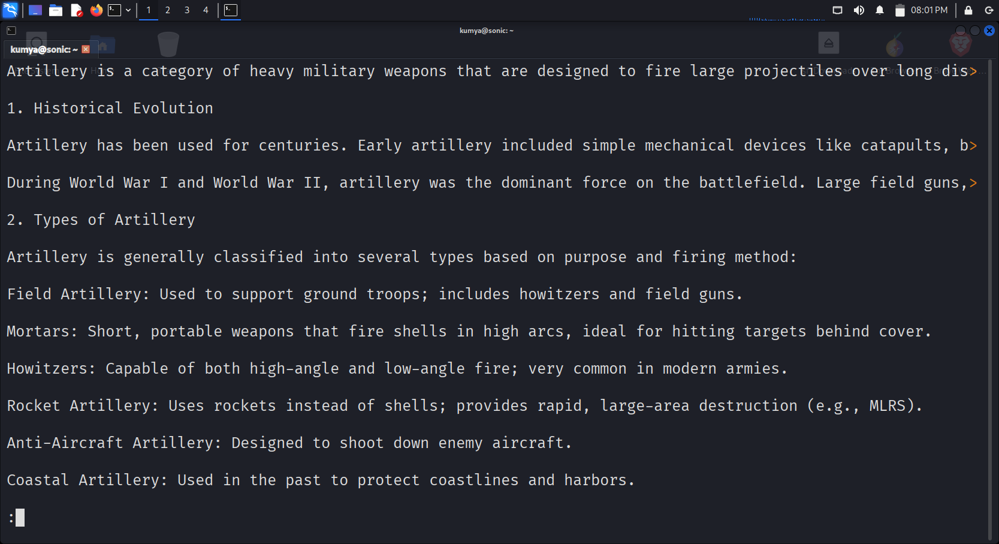 1 2 3 4 08:01 PM
kumya@sonic: ~
kumya@sonic: ~
Artillery is a category of heavy military weapons that are designed to fire large projectiles over long dis>
1. Historical Evolution
Artillery has been used for centuries. Early artillery included simple mechanical devices like catapults, b>
During World War I and World War II, artillery was the dominant force on the battlefield. Large field guns,>
2. Types of Artillery
Artillery is generally classified into several types based on purpose and firing method:
Field Artillery: Used to support ground troops; includes howitzers and field guns.
Mortars: Short, portable weapons that fire shells in high arcs, ideal for hitting targets behind cover.
Howitzers: Capable of both high-angle and low-angle fire; very common in modern armies.
Rocket Artillery: Uses rockets instead of shells; provides rapid, large-area destruction (e.g., MLRS).
Anti-Aircraft Artillery: Designed to shoot down enemy aircraft.
Coastal Artillery: Used in the past to protect coastlines and harbors.
: